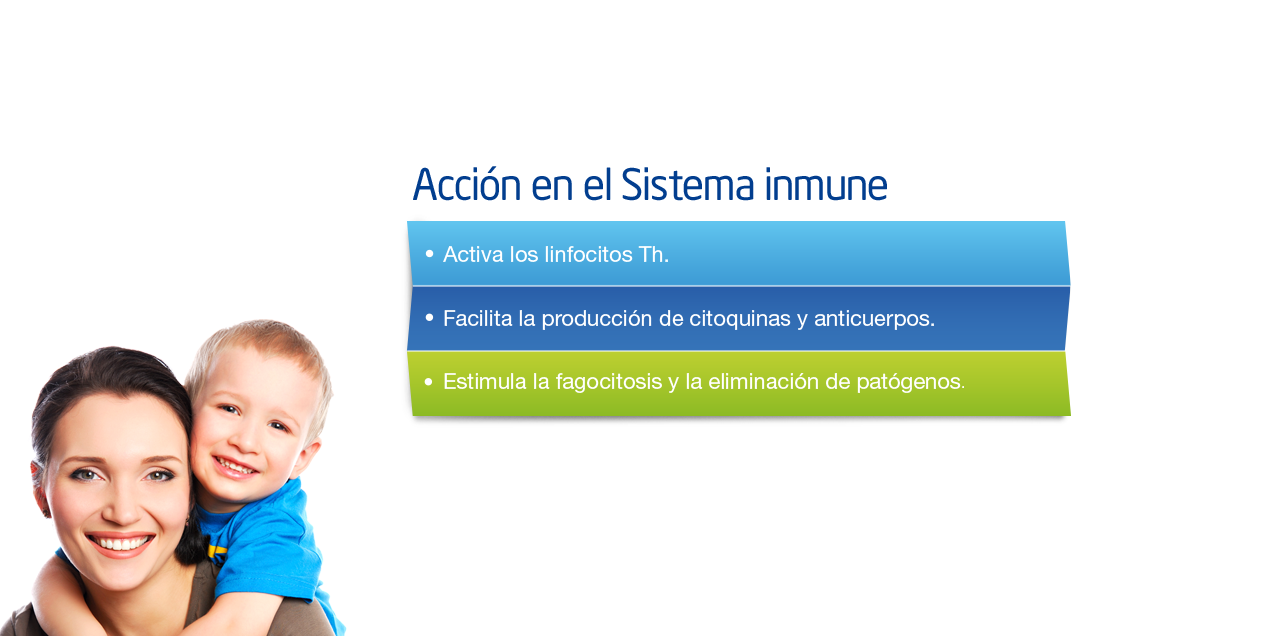 Acción en el Sistema inmune
• Activa los linfocitos Th.
• Facilita la producción de citoquinas y anticuerpos.
• Estimula la fagocitosis y la eliminación de patógenos.